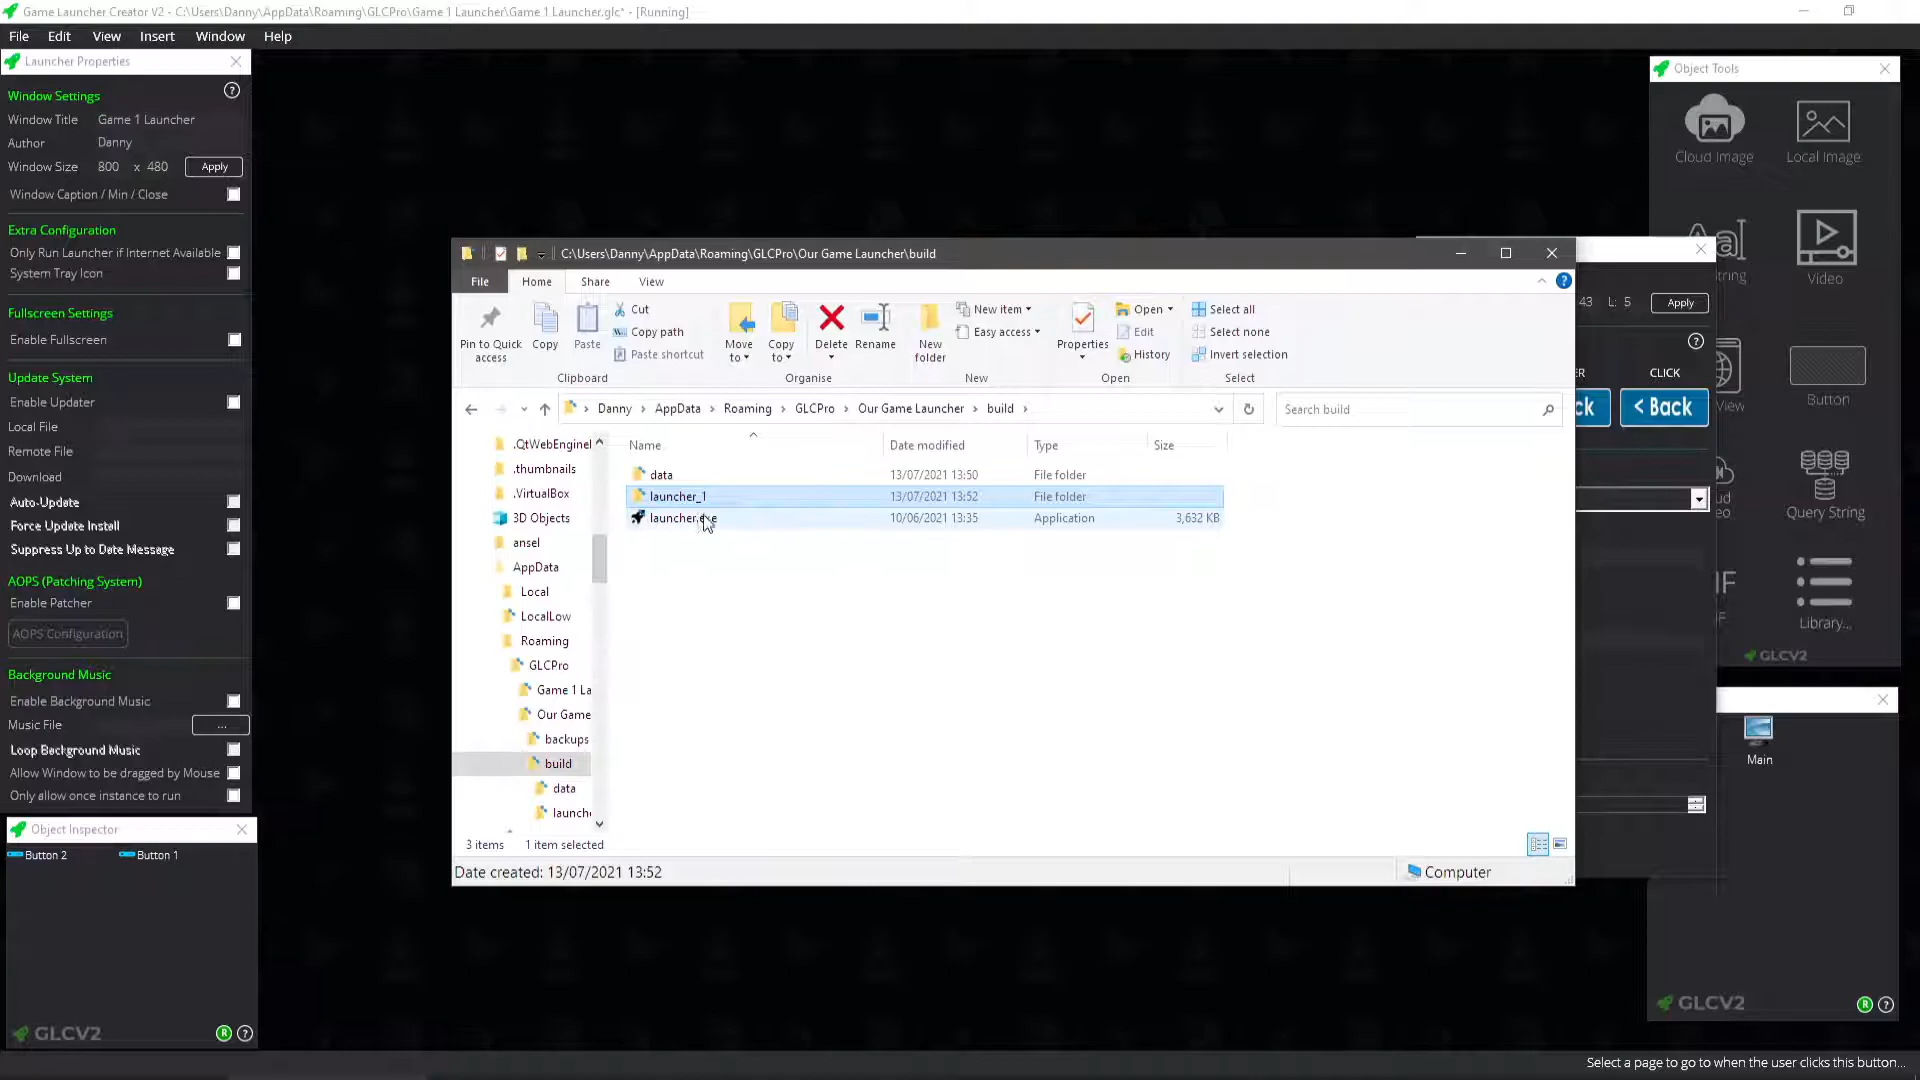 Game Launcher Creator V2 - C:\Users\Danny\AppData\Roaming\GLCPro\Game 1 Launcher\Game 1 Launcher.glc* - [Running]
File Edit View Insert Window Help
Launcher Properties
Window Settings
Window Title Game 1 Launcher
Author Danny
Window Size 800 x 480 Apply
Window Caption / Min / Close
Extra Configuration
Only Run Launcher if Internet Available
System Tray Icon
Fullscreen Settings
Enable Fullscreen
Update System
Enable Updater
Local File
Remote File
Download
Auto-Update
Force Update Install
Suppress Up to Date Message
AOPS (Patching System)
Enable Patcher
AOPS Configuration
Background Music
Enable Background Music
Music File ...
Loop Background Music
Allow Window to be dragged by Mouse
Only allow once instance to run
Object Inspector
Button 2 Button 1
GLCV2 R ?
C:\Users\Danny\AppData\Roaming\GLCPro\Our Game Launcher\build
File Home Share View
Pin to Quick access
Copy
Paste
Cut
Copy path
Paste shortcut
Clipboard
Move to
Copy to
Delete
Rename
Organise
New folder
New item
Easy access
New
Properties
Open
Edit
History
Open
Select all
Select none
Invert selection
Select
Danny > AppData > Roaming > GLCPro > Our Game Launcher > build >
Search build
.QtWebEngine
.thumbnails
.VirtualBox
3D Objects
ansel
AppData
Local
LocalLow
Roaming
GLCPro
Game 1 La
Our Game
backups
build
data
launche
Name Date modified Type Size
data 13/07/2021 13:50 File folder
launcher_1 13/07/2021 13:52 File folder
launcher.exe 10/06/2021 13:35 Application 3,632 KB
3 items 1 item selected
Date created: 13/07/2021 13:52
Computer
Object Tools
Cloud Image Local Image
Video
43 L: 5 Apply
?
ER CLICK
ck < Back
View Button
Query String
Library...
GLCV2
Main
GLCV2 R ?
Select a page to go to when the user clicks this button...